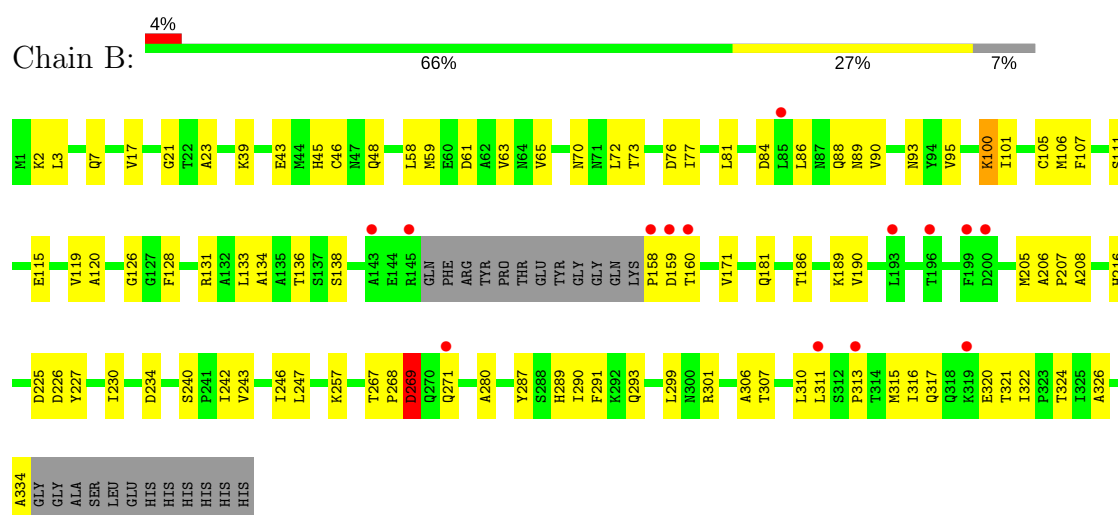 4%
Chain B:
66% 27% 7%
M1 K2 L3 Q7 V17 G21 T22 A23 K39 E43 M44 H45 C46 N47 Q48 L58 M59 E60 D61 A62 V63 N64 V65 N70 N71 L72 T73 D76 I77 L81 D84 L85 L86 N87 Q88 N89 V90 N93 Y94 V95 K100 I101 C105 M106 F107 S111
E115 V119 A120 G126 G127 F128 R131 A132 L133 A134 A135 T136 S137 S138 A143 E144 R145 GLN PHE ARG TYR PRO THR GLU TYR GLY GLY GLN LYS P158 D159 T160 V171 Q181 T186 K189 V190 L193 T196 F199 D200 M205 A206 P207 A208 H216
D225 D226 Y227 I230 D234 S240 P241 I242 V243 I246 L247 K257 T267 P268 D269 Q270 Q271 A280 Y287 S288 H289 I290 F291 K292 Q293 L299 N300 R301 A306 T307 L310 L311 S312 P313 T314 M315 I316 Q317 Q318 K319 E320 T321 I322 P323 T324 I325 A326
A334 GLY GLY ALA SER LEU GLU HIS HIS HIS HIS HIS HIS